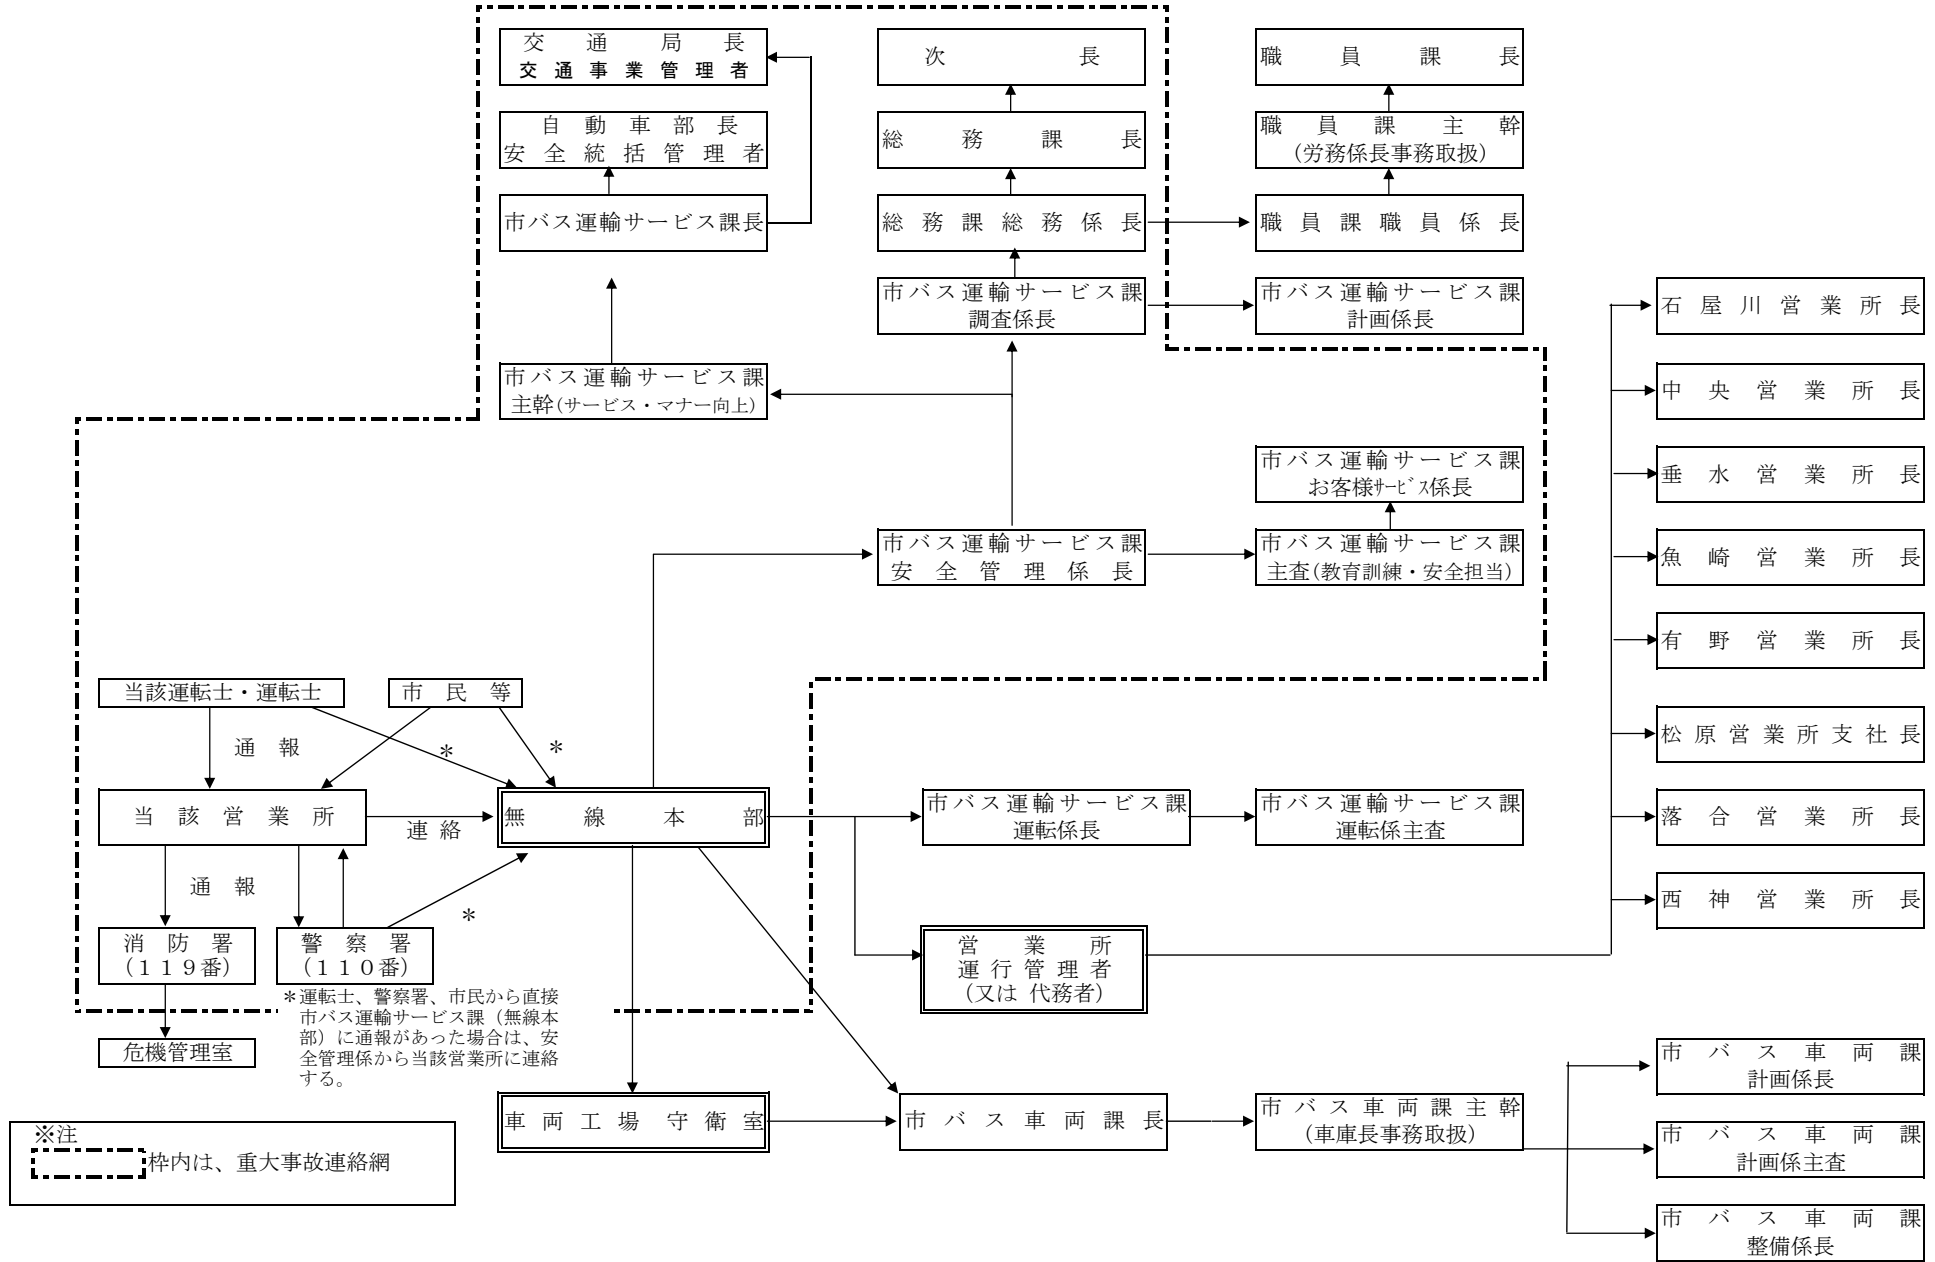 交通局長
交通事業管理者
次長
職員課長
自動車部長
安全統括管理者
総務課長
職員課主幹
（労務係長事務取扱）
市バス運輸サービス課長
総務課総務係長
職員課職員係長
市バス運輸サービス課
調査係長
市バス運輸サービス課
計画係長
石屋川営業所長
市バス運輸サービス課
主幹（サービス・マナー向上）
中央営業所長
市バス運輸サービス課
お客様ｻｰﾋﾞｽ係長
垂水営業所長
市バス運輸サービス課
安全管理係長
市バス運輸サービス課
主査（教育訓練・安全担当）
魚崎営業所長
有野営業所長
当該運転士・運転士
市民等
通報
＊
＊
松原営業所支社長
当該営業所
連絡
無線本部
市バス運輸サービス課
運転係長
市バス運輸サービス課
運転係主査
落合営業所長
通報
＊
西神営業所長
消防署
（１１９番）
警察署
（１１０番）
営業所
運行管理者
（又は 代務者）
＊運転士、警察署、市民から直接
市バス運輸サービス課（無線本
部）に通報があった場合は、安
全管理係から当該営業所に連絡
する。
危機管理室
市バス車両課
計画係長
車両工場 守衛室
市バス車両課長
市バス車両課主幹
（車庫長事務取扱）
市バス車両課
計画係主査
※注
枠内は、重大事故連絡網
市バス車両課
整備係長